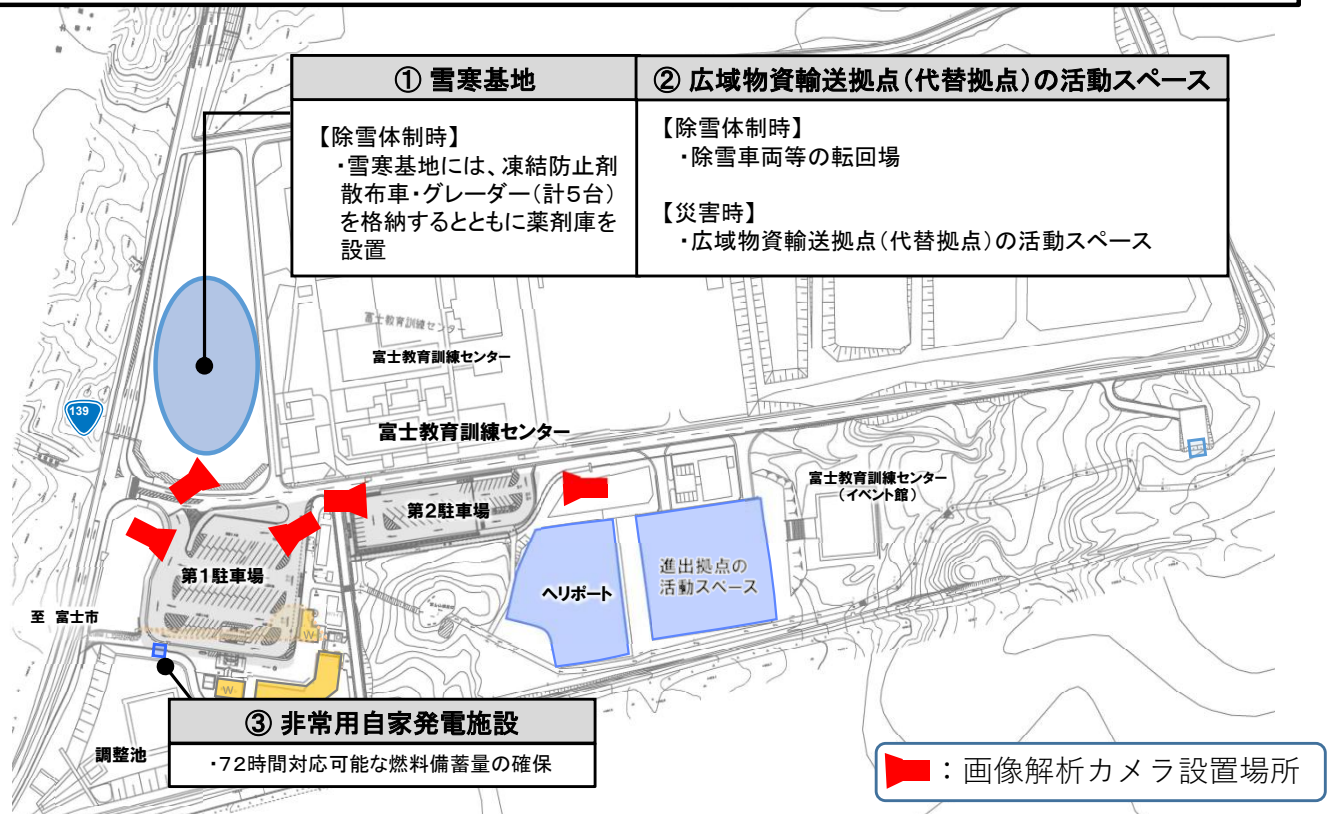 ① 雪寒基地
【除雪体制時】
・雪寒基地には、凍結防止剤
散布車・グレーダー(計5台)
を格納するとともに薬剤庫を
設置
② 広域物資輸送拠点(代替拠点)の活動スペース
【除雪体制時】
・除雪車両等の転回場
【災害時】
・広域物資輸送拠点(代替拠点)の活動スペース
富士教育訓練センター
富士教育訓練センター
139
富士教育訓練センター
富士教育訓練センター
(イベント館)
第2駐車場
第1駐車場
ヘリポート
進出拠点の
活動スペース
至 富士市
W
W
③ 非常用自家発電施設
・72時間対応可能な燃料備蓄量の確保
調整池
:画像解析カメラ設置場所